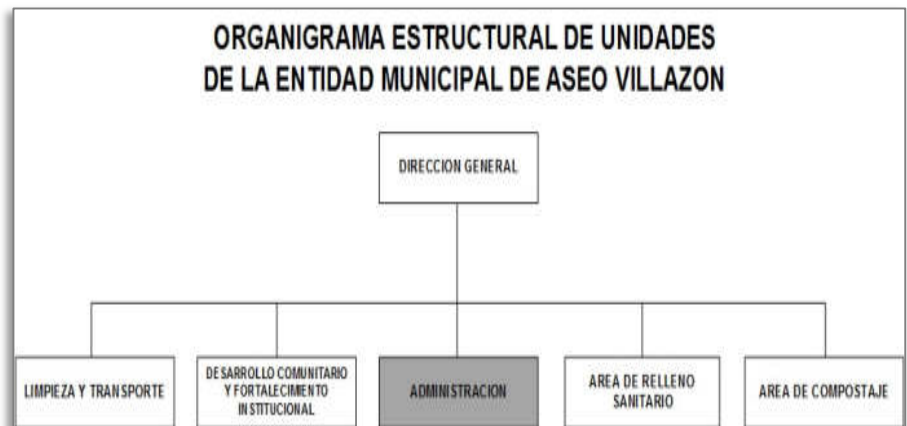 ORGANIGRAMA ESTRUCTURAL DE UNIDADES
DE LA ENTIDAD MUNICIPAL DE ASEO VILLAZON
DIRECCION GENERAL
LIMPIEZA Y TRANSPORTE
DESARROLLO COMUNITARIO
Y FORTALECIMIENTO
INSTITUCIONAL
ADMINISTRACION
AREA DE RELLENO
SANITARIO
AREA DE COMPOSTAJE